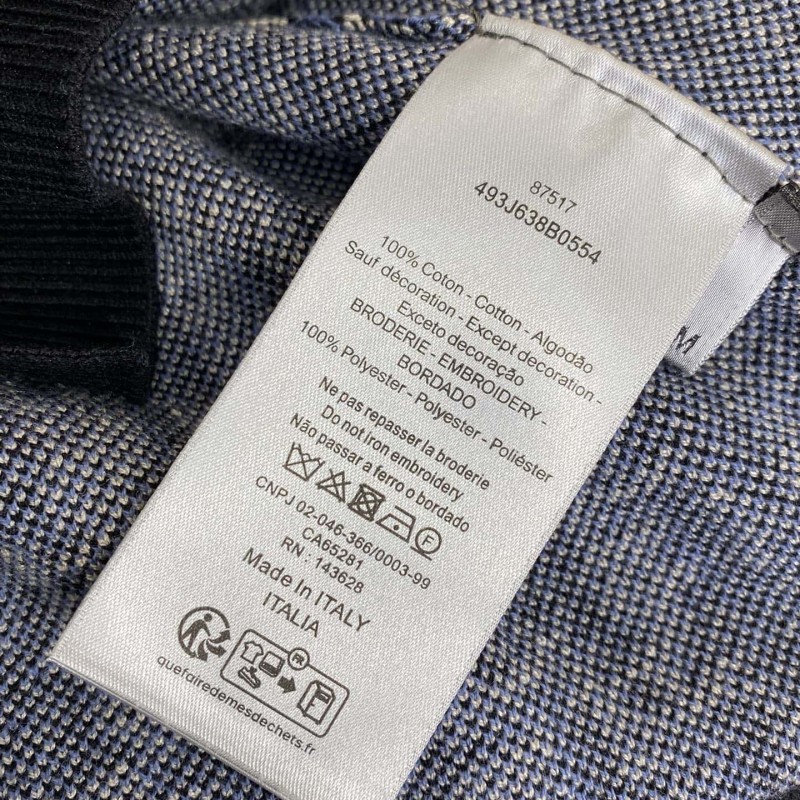 87517
493J638B0554
100% Coton - Cotton - Algodão
Sauf décoration - Except decoration -
Exceto decoração
BRODERIE - EMBROIDERY -
BORDADO
100% Polyester - Polyester - Poliéster
Ne pas repasser la broderie
Do not iron embroidery
Não passar a ferro o bordado
F
CNPJ 02-046-366/0003-99
CA65281
RN : 143628
Made In ITALY
ITALIA
FR
quefairedemesdechets.fr
M